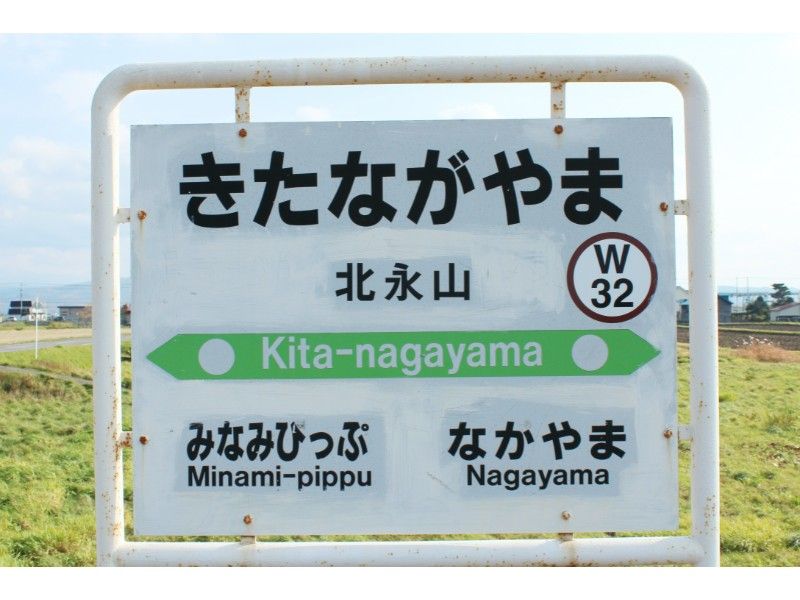 きたながやま
北永山
W
32
Kita-nagayama
みなみぴっぷ
Minami-pippu
なかやま
Nagayama